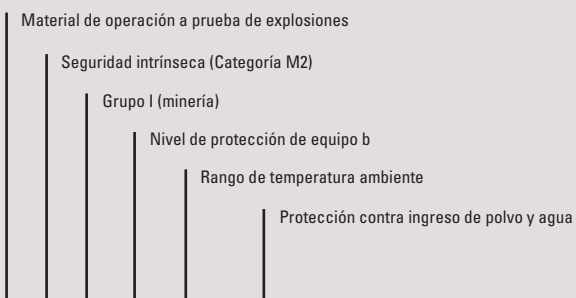 Material de operación a prueba de explosiones
Seguridad intrínseca (Categoría M2)
Grupo I (minería)
Nivel de protección de equipo b
Rango de temperatura ambiente
Protección contra ingreso de polvo y agua